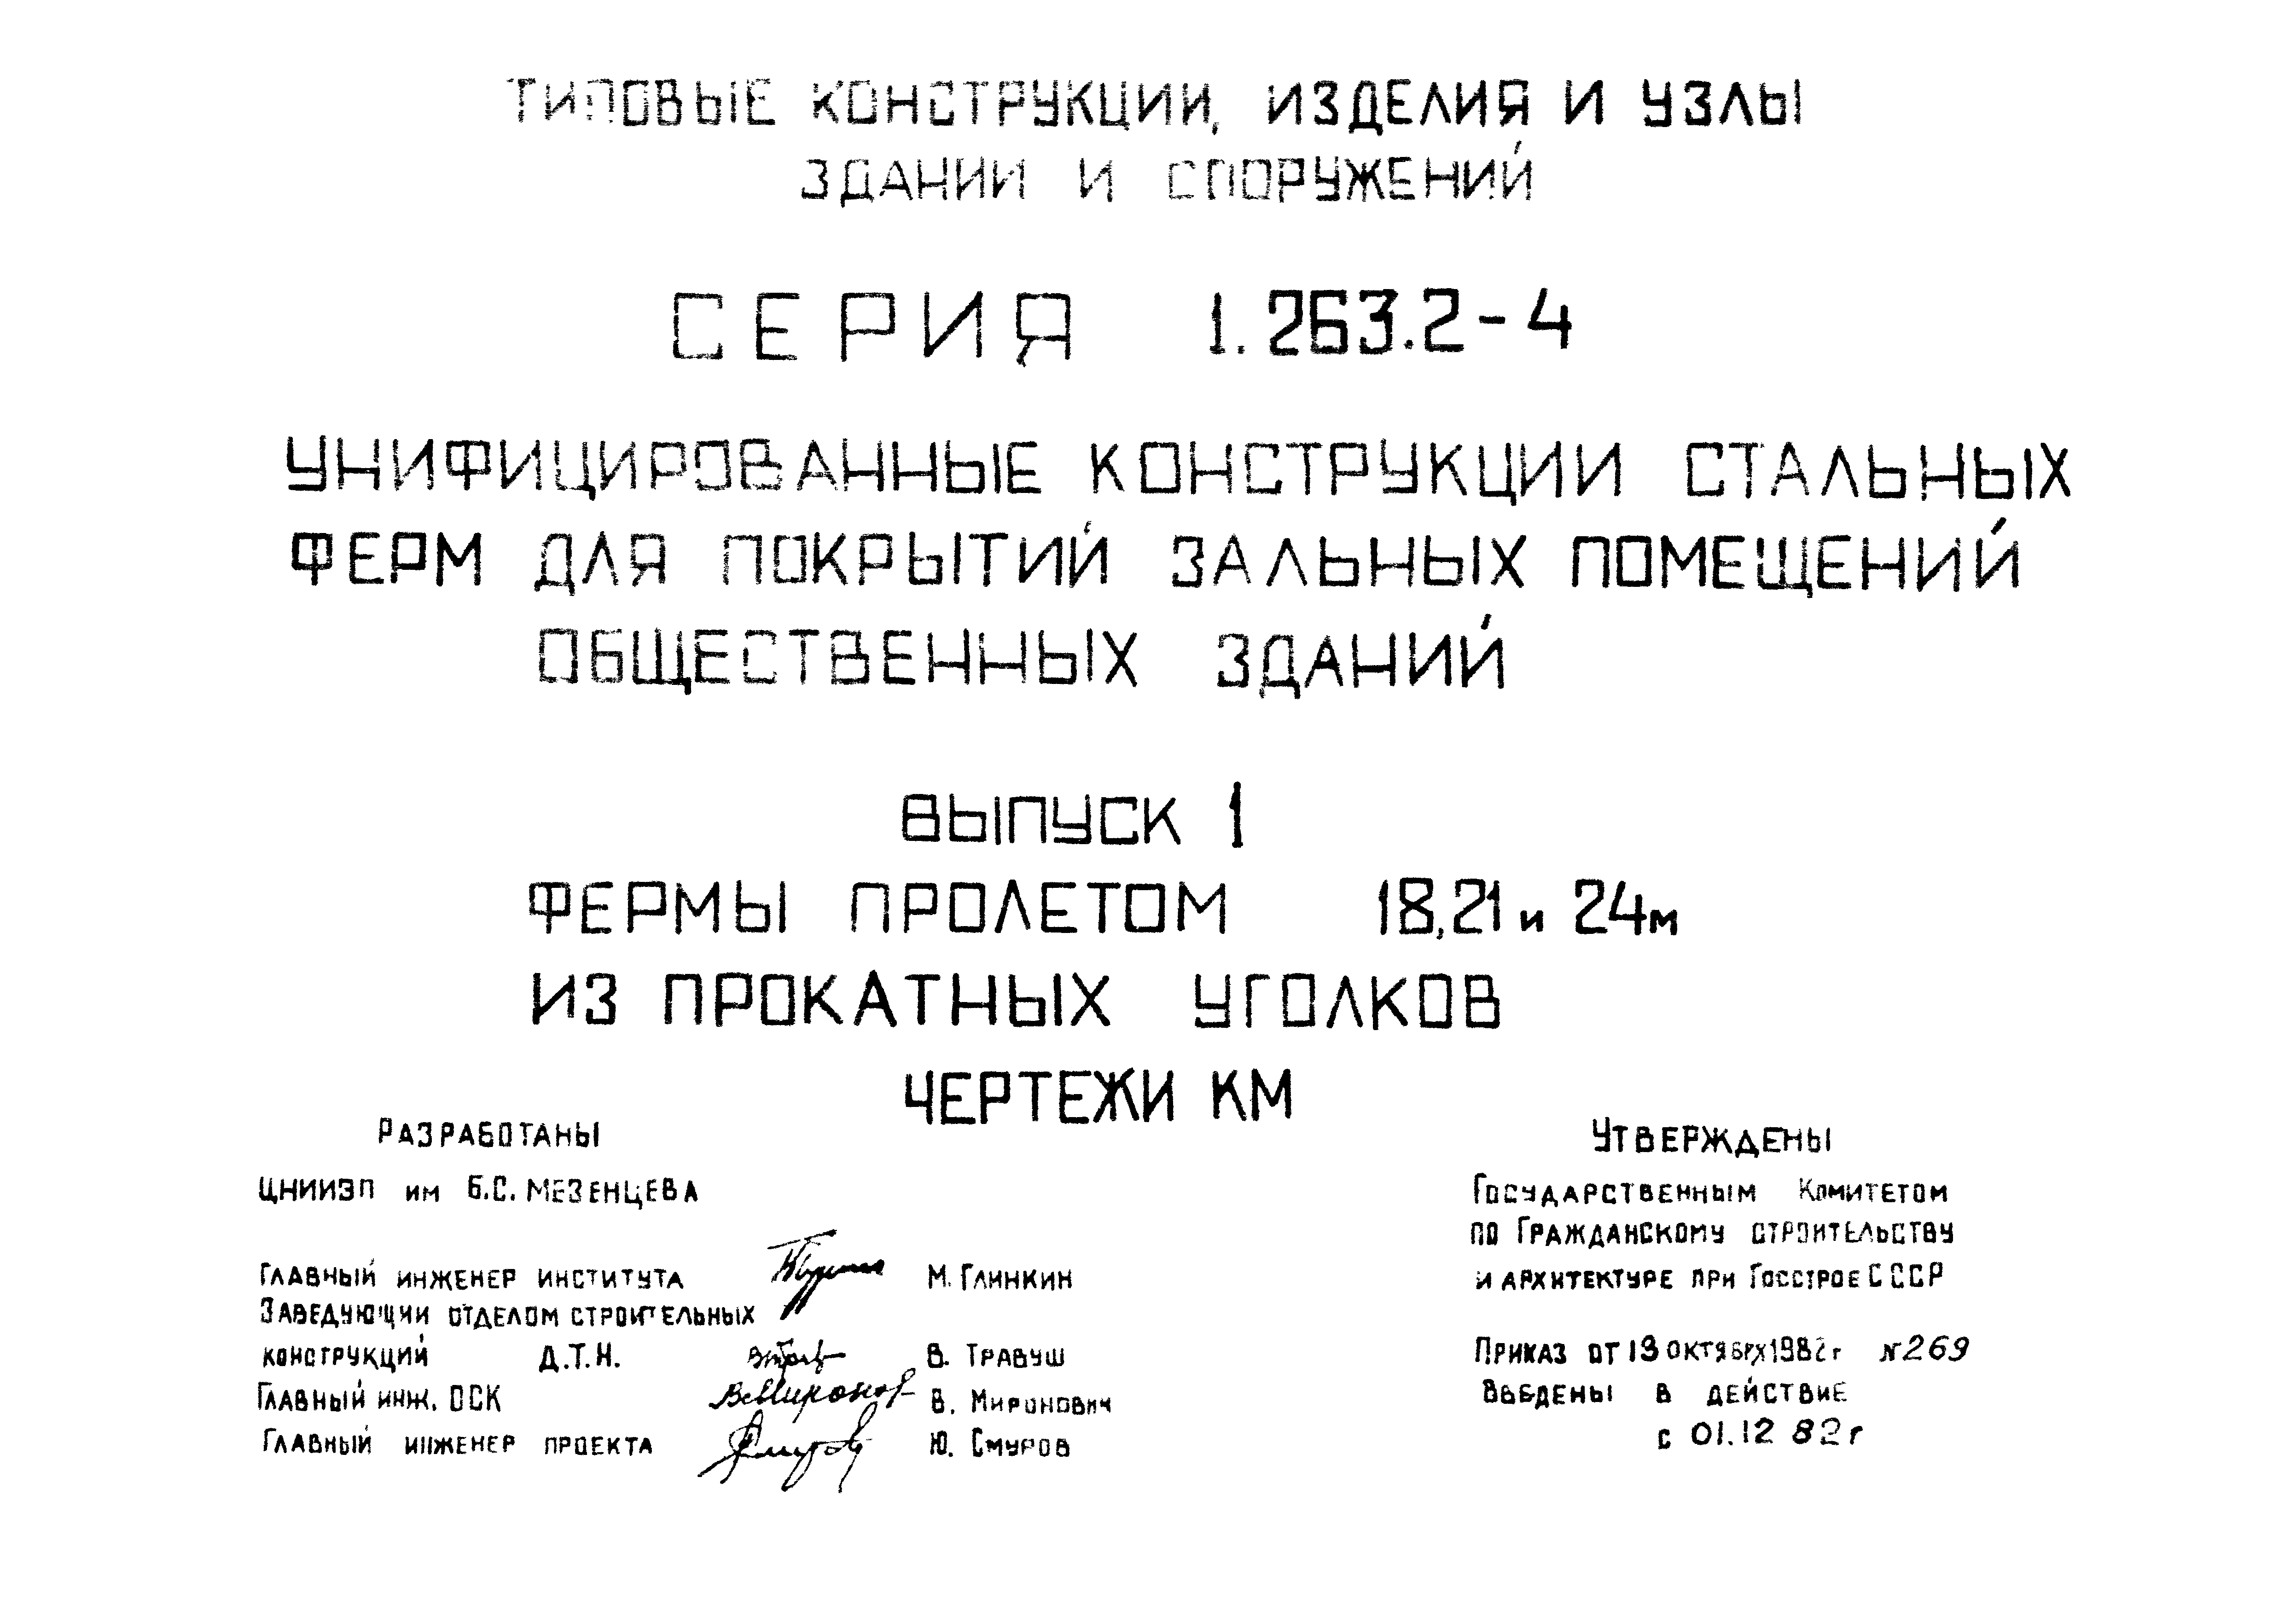 ТИПОВЫЕ КОНСТРУКЦИИ, ИЗДЕЛИЯ И УЗЛЫ
ЗДАНИИ И СООРУЖЕНИЙ
СЕРИЯ 1.263.2-4
УНИФИЦИРОВАННЫЕ КОНСТРУКЦИИ СТАЛЬНЫХ
ФЕРМ ДЛЯ ПОКРЫТИЙ ЗАЛЬНЫХ ПОМЕЩЕНИЙ
ОБЩЕСТВЕННЫХ ЗДАНИЙ
ВЫПУСК 1
ФЕРМЫ ПРОЛЕТОМ 18,21 и 24м
ИЗ ПРОКАТНЫХ УГОЛКОВ
ЧЕРТЕЖИ КМ
РАЗРАБОТАНЫ
ЦНИИЭП им Б.С. МЕЗЕНЦЕВА
ГЛАВНЫЙ ИНЖЕНЕР ИНСТИТУТА М. ГЛИНКИН
ЗАВЕДУЮЩИЙ ОТДЕЛОМ СТРОИТЕЛЬНЫХ
КОНСТРУКЦИЙ Д.Т.Н. В. ТРАВУШ
ГЛАВНЫЙ ИНЖ. ОСК В. МИРОНОВИЧ
ГЛАВНЫЙ ИНЖЕНЕР ПРОЕКТА Ю. СМУРОВ
УТВЕРЖДЕНЫ
ГОСУДАРСТВЕННЫМ КОМИТЕТОМ
ПО ГРАЖДАНСКОМУ СТРОИТЕЛЬСТВУ
И АРХИТЕКТУРЕ ПРИ ГОССТРОЕ СССР
ПРИКАЗ ОТ 13 ОКТЯБРЯ 1982г N269
ВВЕДЕНЫ В ДЕЙСТВИЕ
с 01.12 82г